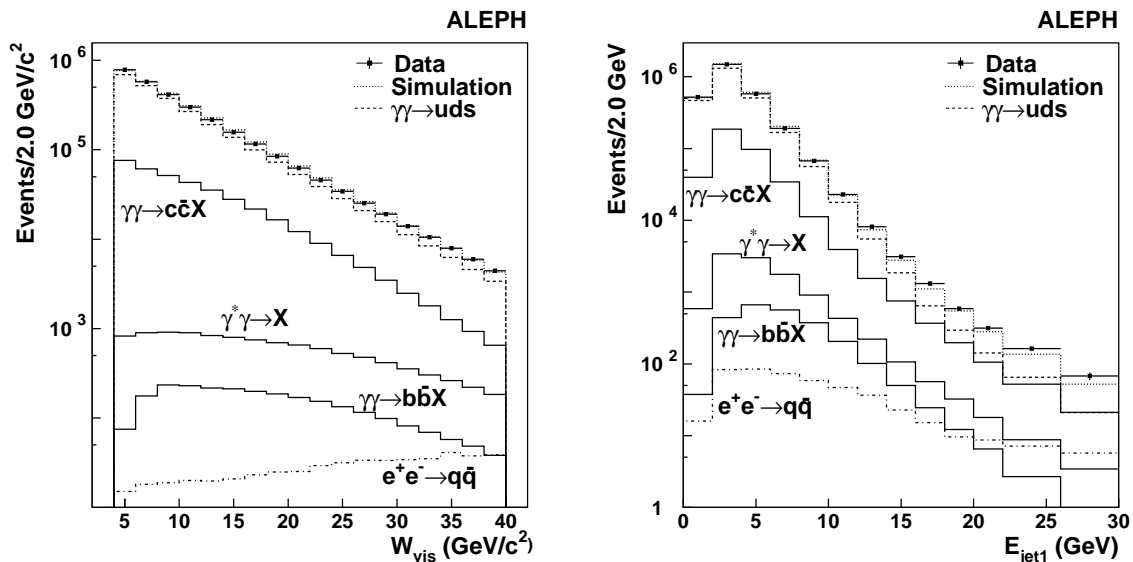 ALEPH
Events/2.0 GeV/c²
10⁶
10⁵
10³
Data
Simulation
γγ→uds
γγ→cc̄X
γ*γ→X
γγ→bb̄X
e⁺e⁻→qq̄
5 10 15 20 25 30 35 40
W_vis (GeV/c²)
ALEPH
Events/2.0 GeV
10⁶
10⁴
10²
1
Data
Simulation
γγ→uds
γγ→cc̄X
γ*γ→X
γγ→bb̄X
e⁺e⁻→qq̄
0 5 10 15 20 25 30
E_jet1 (GeV)